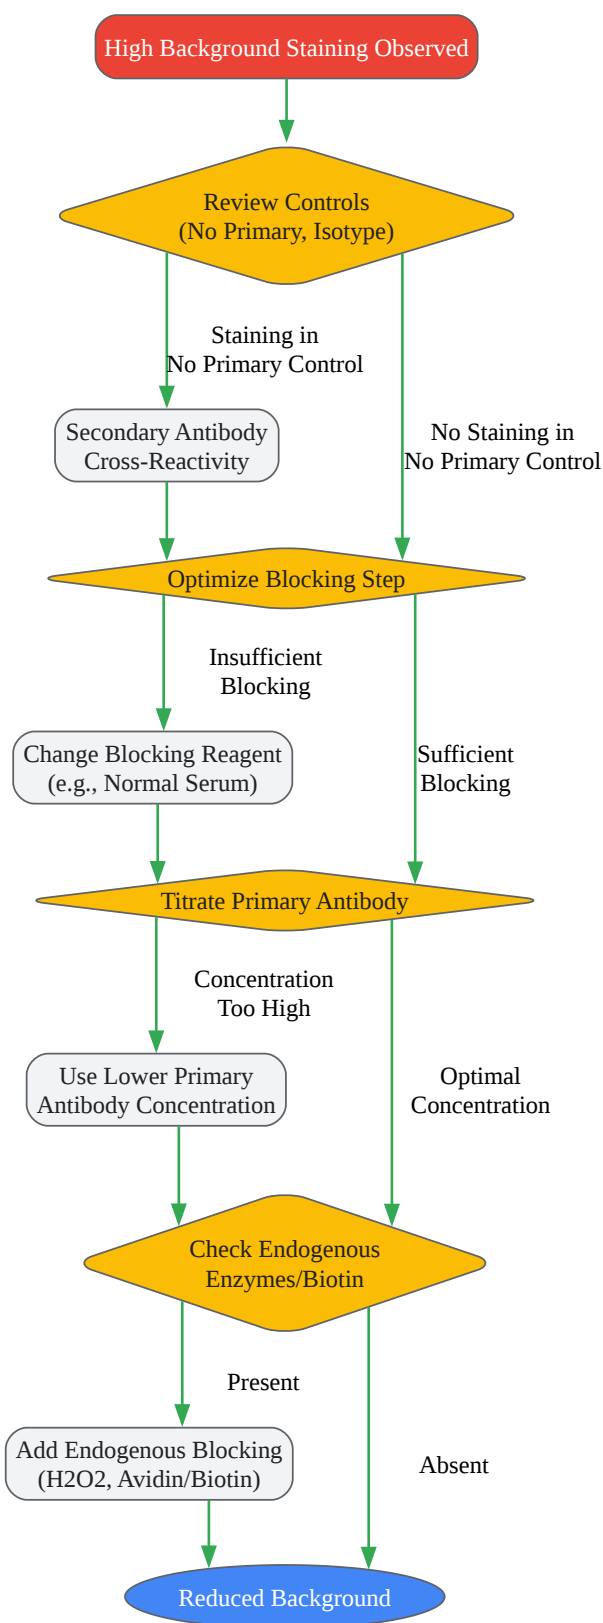 High Background Staining Observed
Review Controls
(No Primary, Isotype)
Staining in
No Primary Control
Secondary Antibody
Cross-Reactivity
No Staining in
No Primary Control
Optimize Blocking Step
Insufficient
Blocking
Change Blocking Reagent
(e.g., Normal Serum)
Sufficient
Blocking
Titrate Primary Antibody
Concentration
Too High
Use Lower Primary
Antibody Concentration
Optimal
Concentration
Check Endogenous
Enzymes/Biotin
Present
Add Endogenous Blocking
(H2O2, Avidin/Biotin)
Absent
Reduced Background